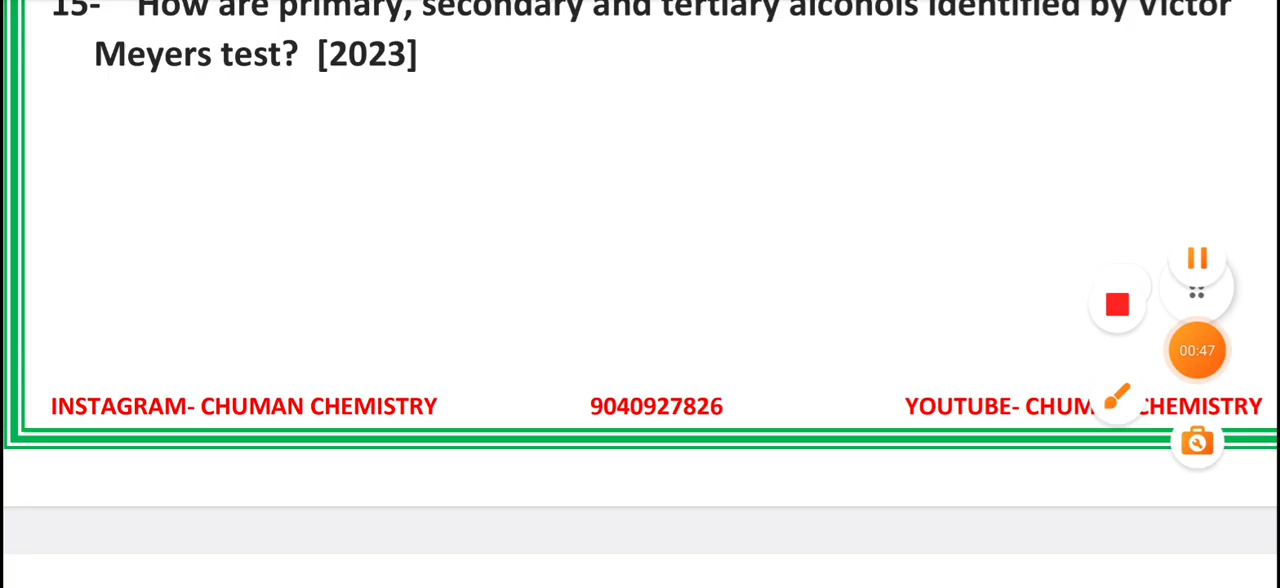 15- How are primary, secondary and tertiary alcohols identified by Victor
Meyers test? [2023]
00:47
INSTAGRAM- CHUMAN CHEMISTRY 9040927826 YOUTUBE- CHUM CHEMISTRY